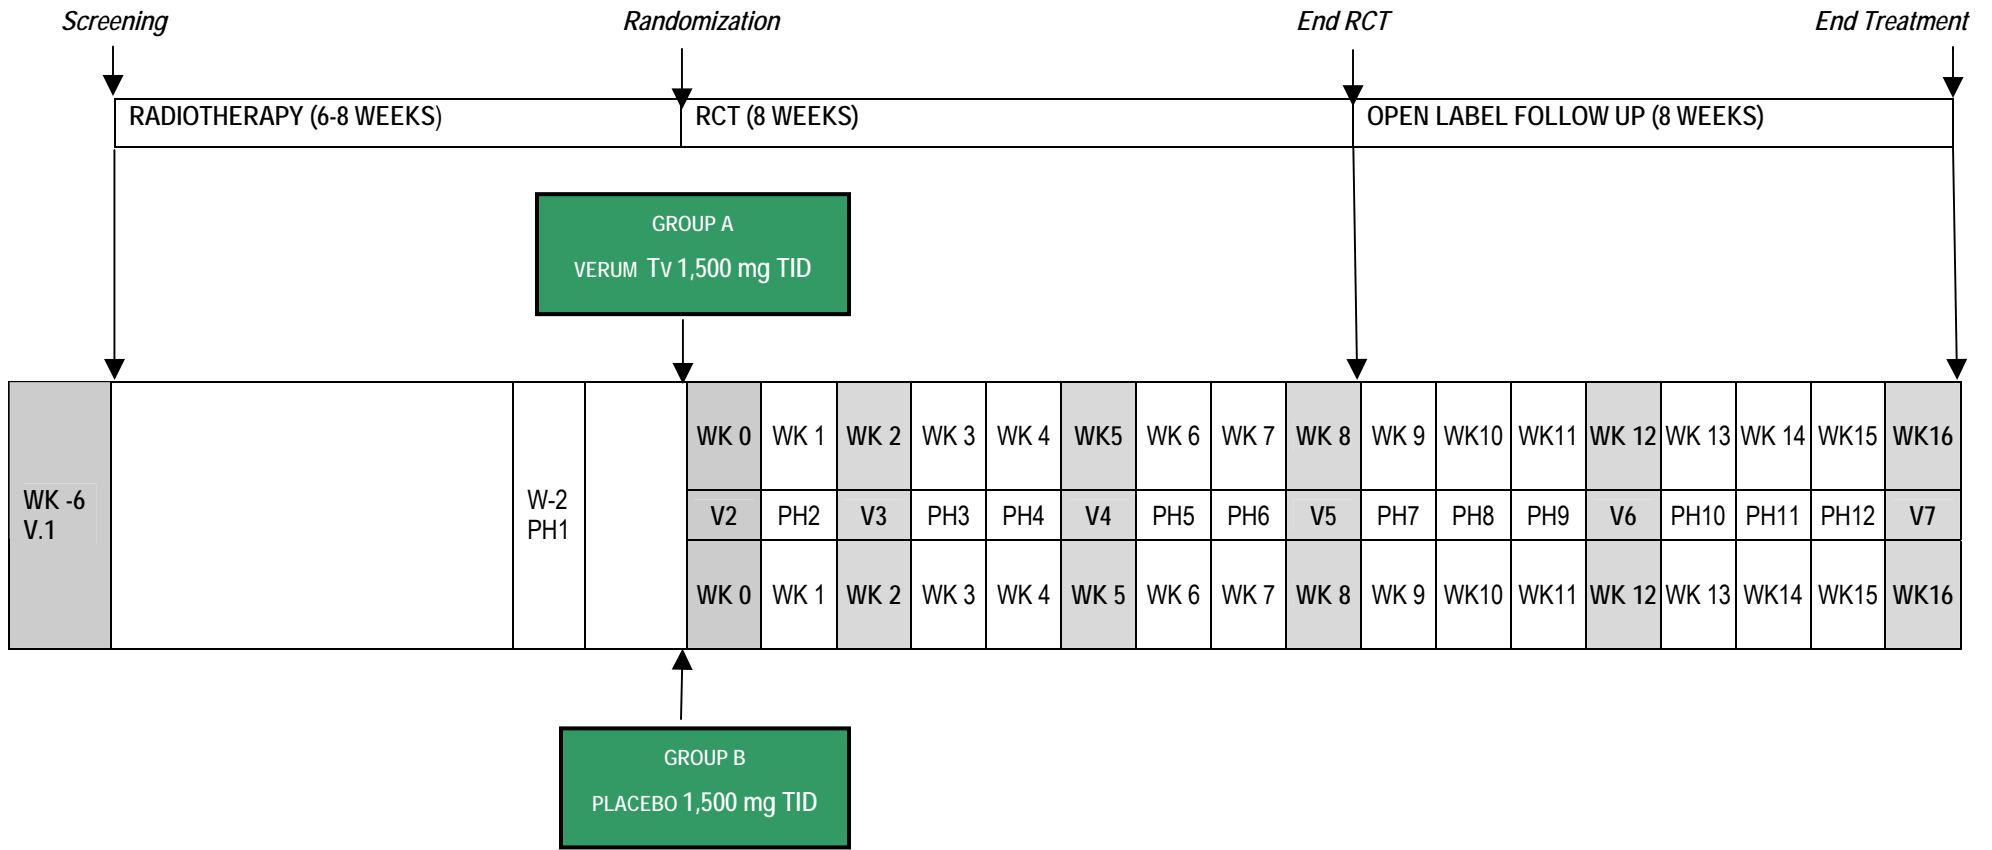 Screening Randomization End RCT End Treatment
RADIOTHERAPY (6-8 WEEKS) RCT (8 WEEKS) OPEN LABEL FOLLOW UP (8 WEEKS)
GROUP A
VERUM TV 1,500 mg TID
WK 0 WK 1 WK 2 WK 3 WK 4 WK5 WK 6 WK 7 WK 8 WK 9 WK10 WK11 WK 12 WK 13 WK 14 WK15 WK16
WK -6
V.1
W-2
PH1
V2 PH2 V3 PH3 PH4 V4 PH5 PH6 V5 PH7 PH8 PH9 V6 PH10 PH11 PH12 V7
WK 0 WK 1 WK 2 WK 3 WK 4 WK 5 WK 6 WK 7 WK 8 WK 9 WK10 WK11 WK 12 WK 13 WK14 WK15 WK16
GROUP B
PLACEBO 1,500 mg TID